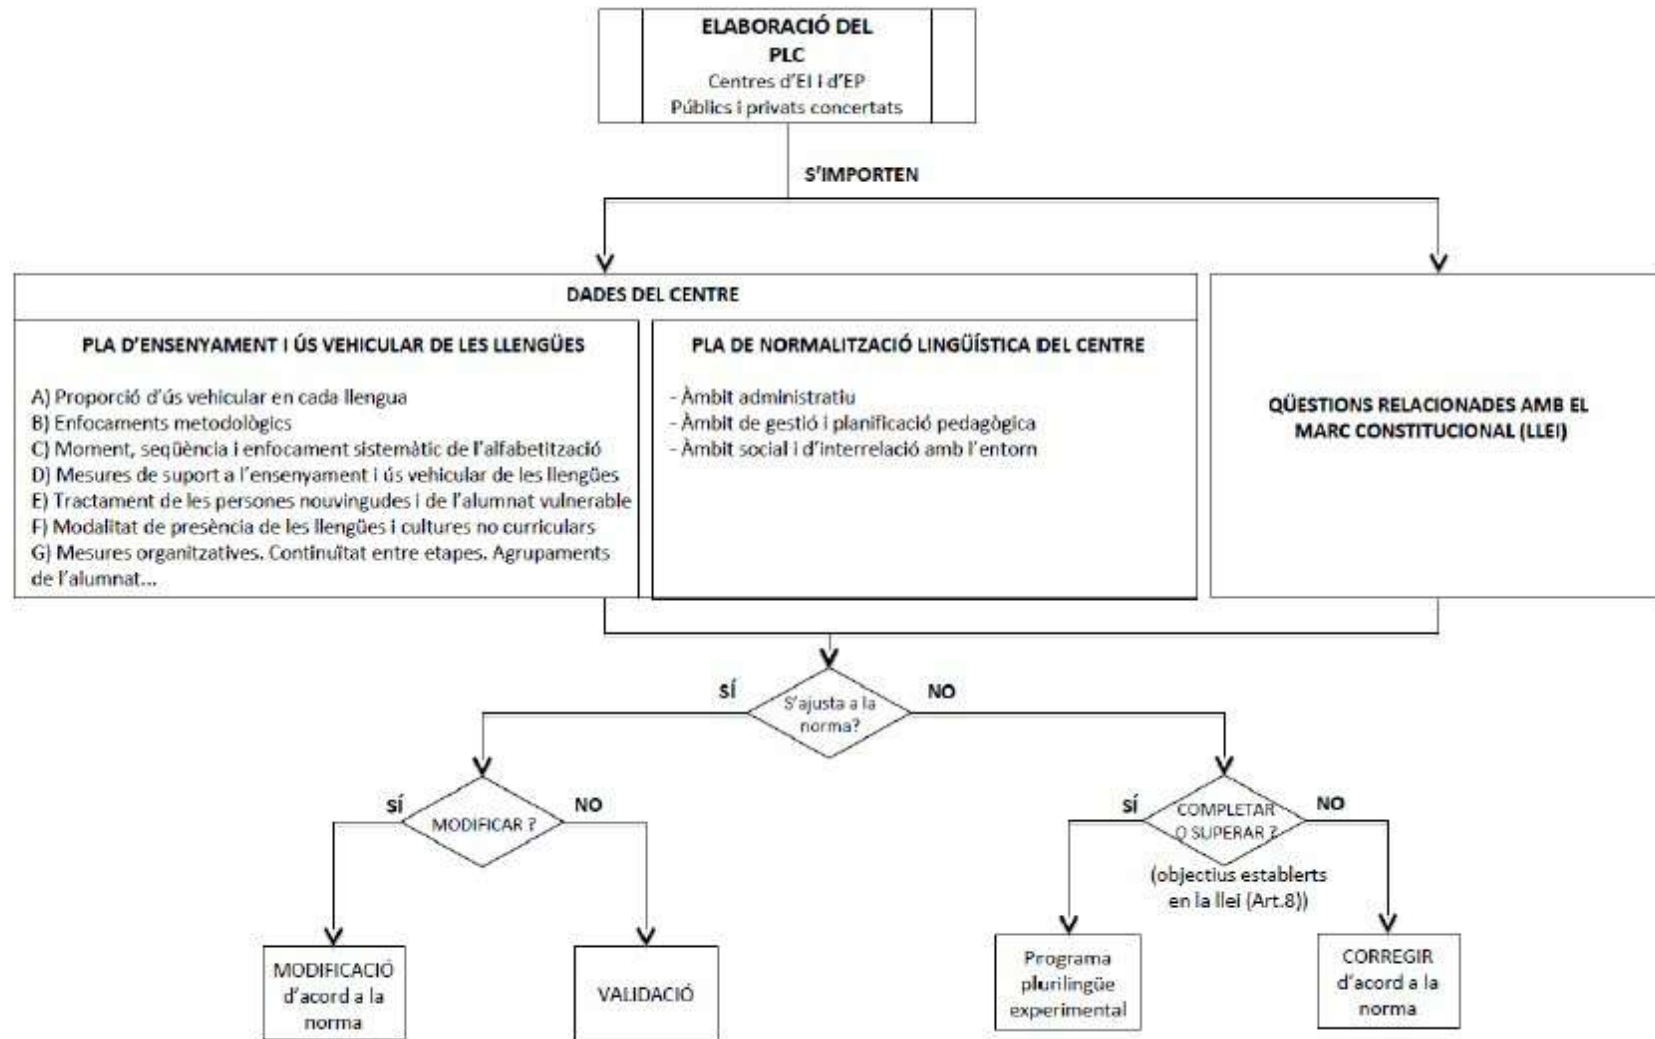 ELABORACIÓ DEL
PLC
Centres d'EI i d'EP
Públics i privats concertats
S'IMPORTEN
DADES DEL CENTRE
PLA D'ENSENYAMENT I ÚS VEHICULAR DE LES LLENGÜES
A) Proporció d'ús vehicular en cada llengua
B) Enfocaments metodològics
C) Moment, seqüència i enfocament sistemàtic de l'alfabetització
D) Mesures de suport a l'ensenyament i ús vehicular de les llengües
E) Tractament de les persones nouvingudes i de l'alumnat vulnerable
F) Modalitat de presència de les llengües i cultures no curriculars
G) Mesures organitzatives. Continuïtat entre etapes. Agrupaments
de l'alumnat...
PLA DE NORMALITZACIÓ LINGÜÍSTICA DEL CENTRE
- Àmbit administratiu
- Àmbit de gestió i planificació pedagògica
- Àmbit social i d'interrelació amb l'entorn
QÜESTIONS RELACIONADES AMB EL
MARC CONSTITUCIONAL (LLEI)
SÍ
S'ajusta a la
norma?
NO
SÍ
MODIFICAR ?
NO
SÍ
COMPLETAR
O SUPERAR ?
NO
(objectius establerts
en la llei (Art.8))
MODIFICACIÓ
d'acord a la
norma
VALIDACIÓ
Programa
plurilingüe
experimental
CORREGIR
d'acord a la
norma